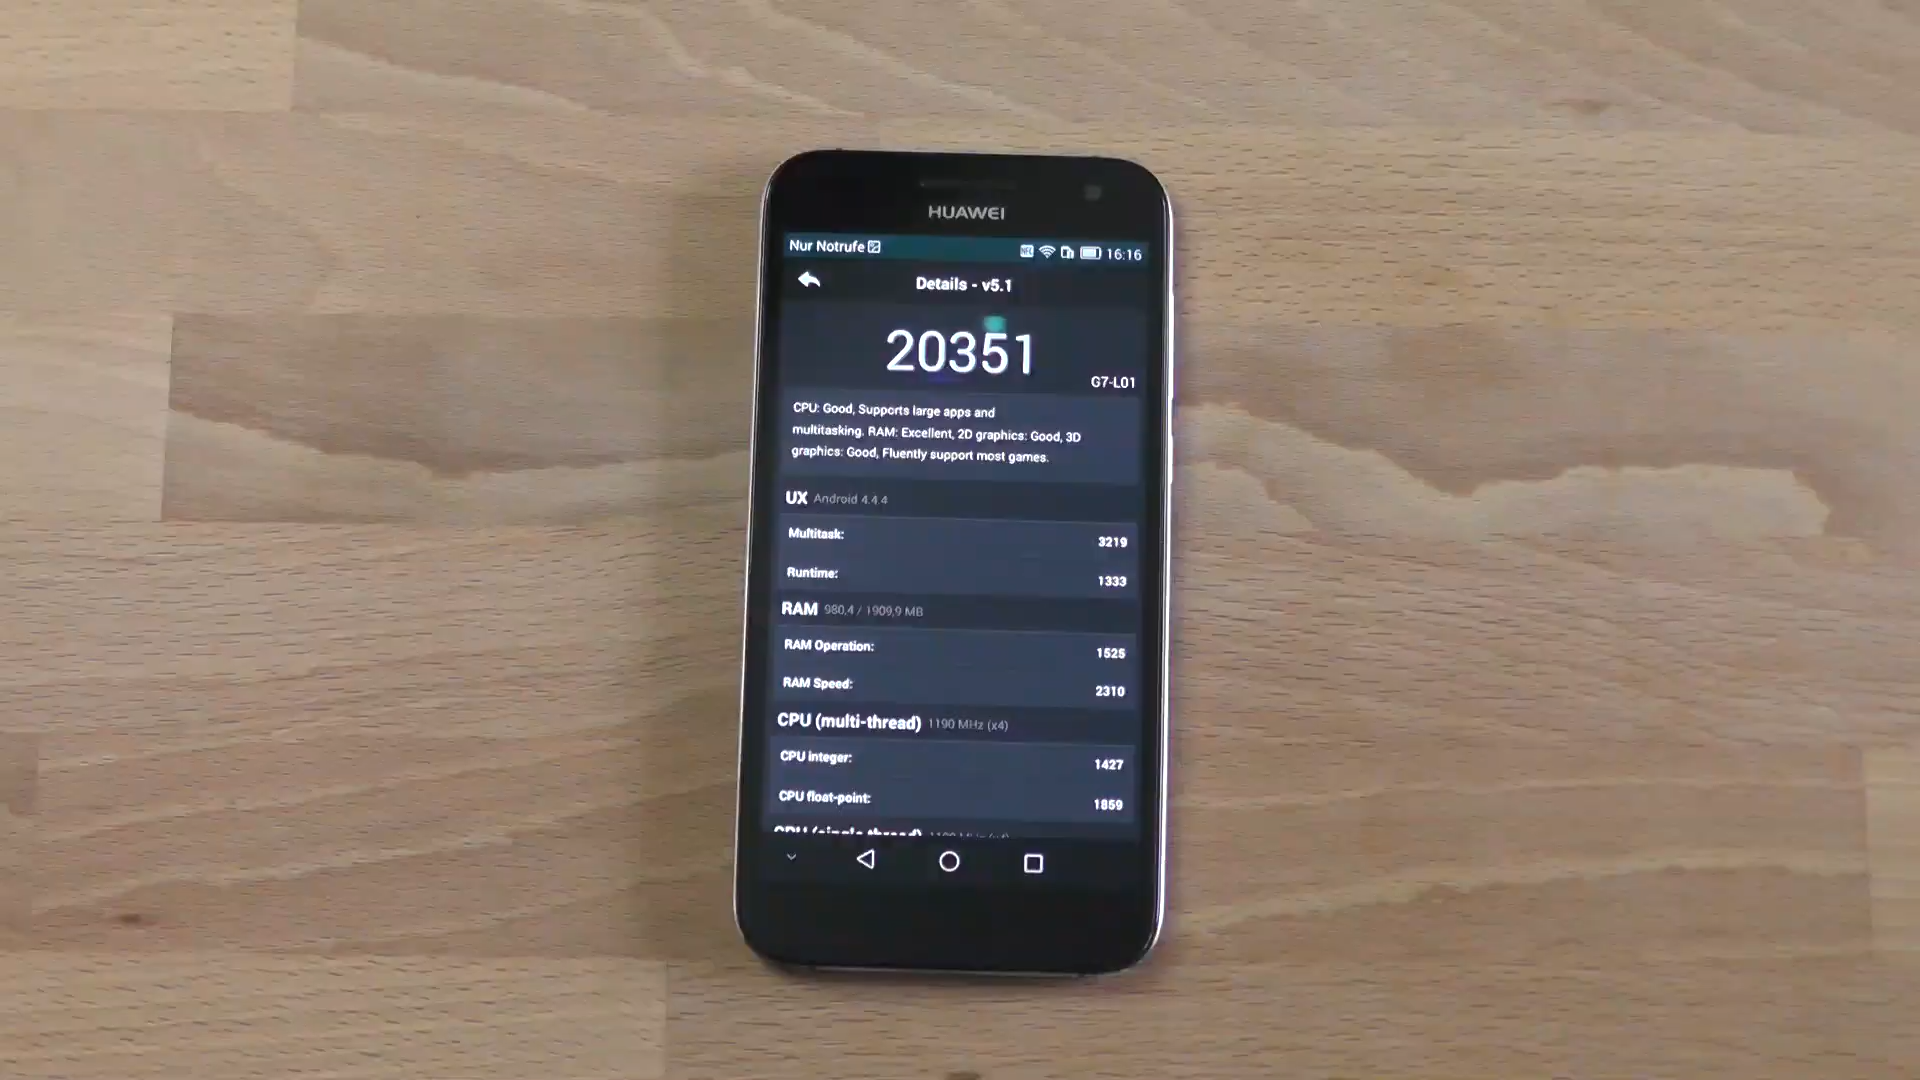 HUAWEI
Nur Notrufe 16:16
Details - v5.1
20351
G7-L01
CPU: Good, Supports large apps and
multitasking. RAM: Excellent, 2D graphics: Good, 3D
graphics: Good, Fluently support most games.
UX Android 4.4.4
Multitask: 3219
Runtime: 1333
RAM 980,4 / 1909,9 MB
RAM Operation: 1525
RAM Speed: 2310
CPU (multi-thread) 1190 MHz (x4)
CPU integer: 1427
CPU float-point: 1859
CPU (single thread)